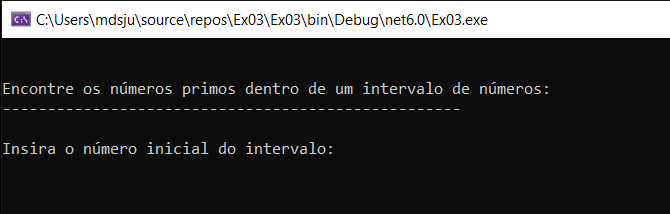 C:\Users\mdsju\source\repos\Ex03\Ex03\bin\Debug\net6.0\Ex03.exe
Encontre os números primos dentro de um intervalo de números:
--------------------------------------------------
Insira o número inicial do intervalo: